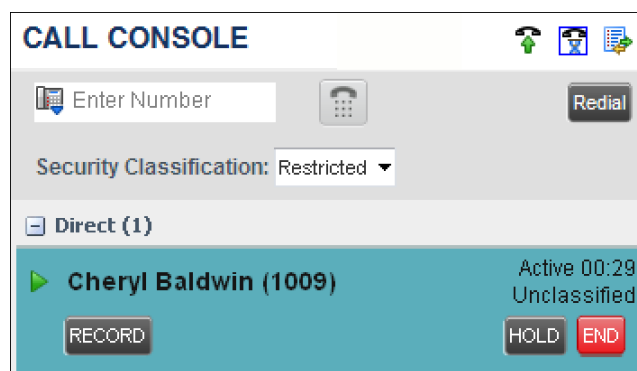 CALL CONSOLE
Enter Number
Redial
Security Classification: Restricted
Direct (1)
Cheryl Baldwin (1009)
Active 00:29
Unclassified
RECORD
HOLD
END